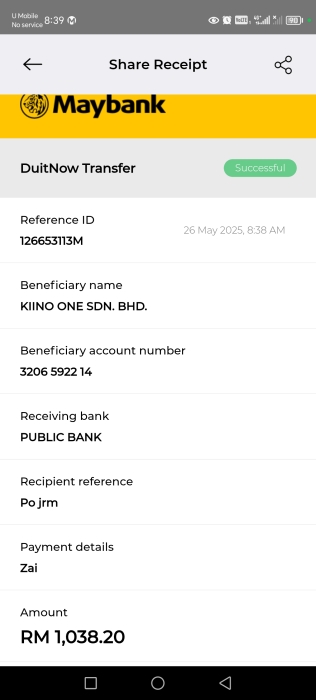 U Mobile
No service 8:39
90
Share Receipt
Maybank
DuitNow Transfer
Successful
Reference ID
26 May 2025, 8:38 AM
126653113M
Beneficiary name
KIINO ONE SDN. BHD.
Beneficiary account number
3206 5922 14
Receiving bank
PUBLIC BANK
Recipient reference
Po jrm
Payment details
Zai
Amount
RM 1,038.20